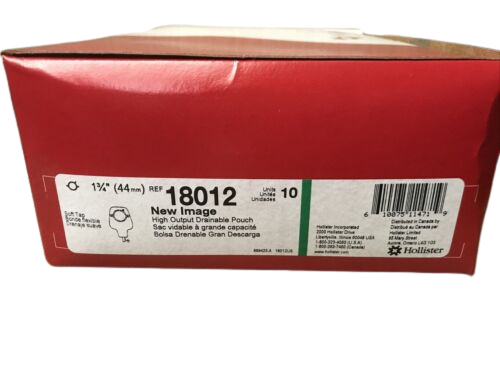 1¾" (44mm) REF 18012
Units
Unités
Unidades
10
New Image
High Output Drainable Pouch
Sac vidable à grande capacité
Bolsa Drenable Gran Descarga
Soft Tap
Sonde flexible
Drenaje suave
Hollister Incorporated
2000 Hollister Drive
Libertyville, Illinois 60048 USA
1-800-323-4060 (U.S.A.)
1-800-263-7400 (Canada)
www.hollister.com
6 10075 11471 9
Distributed in Canada by
Distribué au Canada par
Hollister Limited
95 Mary Street
Aurora, Ontario L4G 1G3
Hollister